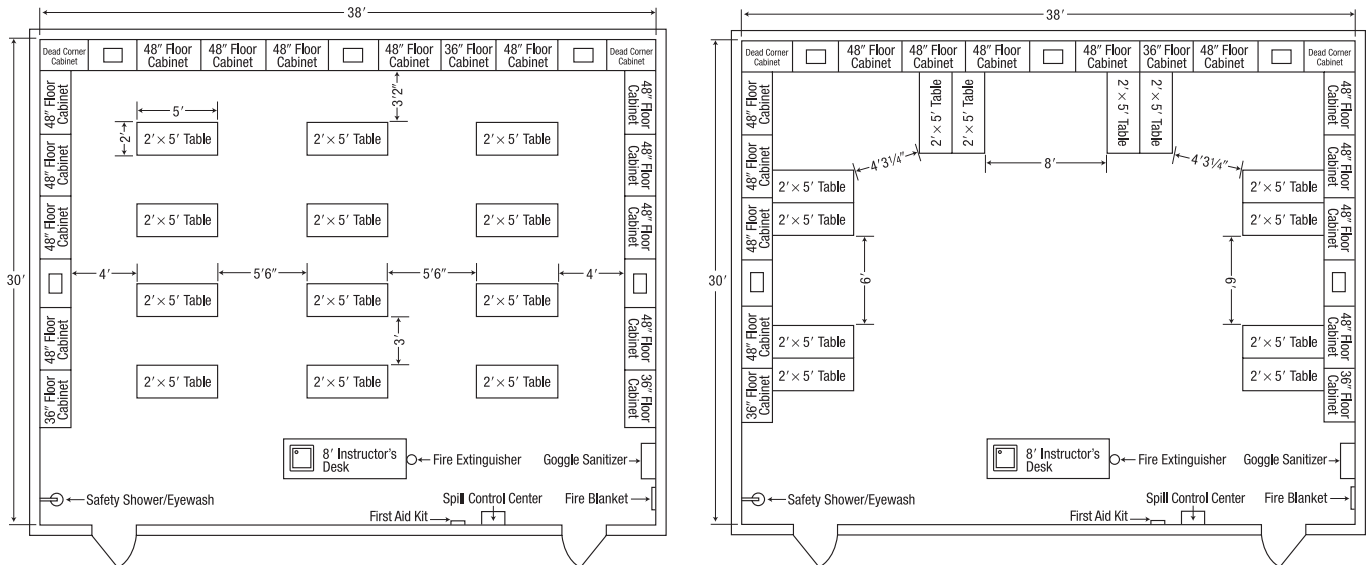 38′
30′
Dead Corner
Cabinet
48″ Floor
Cabinet
48″ Floor
Cabinet
48″ Floor
Cabinet
48″ Floor
Cabinet
36″ Floor
Cabinet
48″ Floor
Cabinet
Dead Corner
Cabinet
48″ Floor
Cabinet
48″ Floor
Cabinet
48″ Floor
Cabinet
48″ Floor
Cabinet
36″ Floor
Cabinet
3′2″
5′
2′
2′ × 5′ Table
2′ × 5′ Table
2′ × 5′ Table
2′ × 5′ Table
2′ × 5′ Table
2′ × 5′ Table
4′
5′6″
5′6″
4′
2′ × 5′ Table
2′ × 5′ Table
2′ × 5′ Table
3′
2′ × 5′ Table
2′ × 5′ Table
2′ × 5′ Table
48″ Floor
Cabinet
48″ Floor
Cabinet
48″ Floor
Cabinet
48″ Floor
Cabinet
36″ Floor
Cabinet
8′ Instructor's
Desk
Fire Extinguisher
Goggle Sanitizer
Safety Shower/Eyewash
Spill Control Center
Fire Blanket
First Aid Kit
38′
30′
Dead Corner
Cabinet
48″ Floor
Cabinet
48″ Floor
Cabinet
48″ Floor
Cabinet
48″ Floor
Cabinet
36″ Floor
Cabinet
48″ Floor
Cabinet
Dead Corner
Cabinet
48″ Floor
Cabinet
48″ Floor
Cabinet
48″ Floor
Cabinet
48″ Floor
Cabinet
36″ Floor
Cabinet
2′ × 5′ Table
2′ × 5′ Table
2′ × 5′ Table
2′ × 5′ Table
4′3¼″
8′
4′3¼″
2′ × 5′ Table
2′ × 5′ Table
2′ × 5′ Table
2′ × 5′ Table
6′
6′
2′ × 5′ Table
2′ × 5′ Table
2′ × 5′ Table
2′ × 5′ Table
48″ Floor
Cabinet
48″ Floor
Cabinet
48″ Floor
Cabinet
48″ Floor
Cabinet
36″ Floor
Cabinet
8′ Instructor's
Desk
Fire Extinguisher
Goggle Sanitizer
Safety Shower/Eyewash
Spill Control Center
Fire Blanket
First Aid Kit